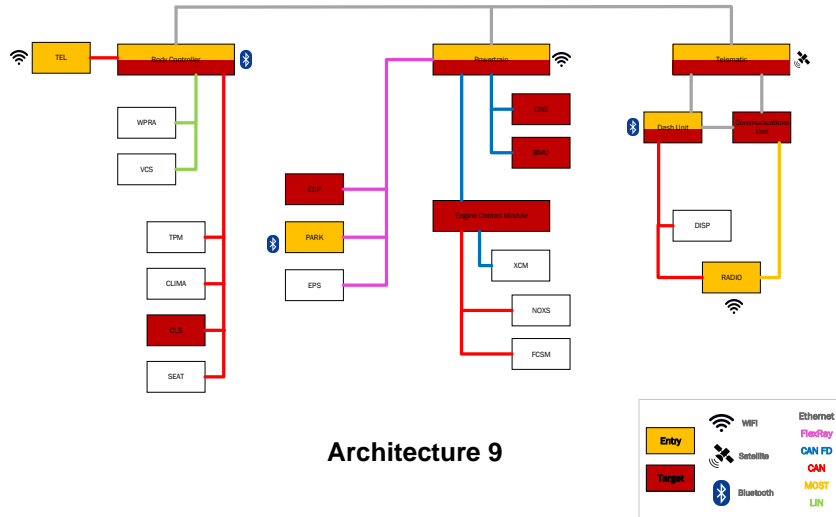 TEL
Body Controller
Powertrain
Telematic
WPRA
VCS
CRG
BMU
Dash Unit
Communications
Unit
ESP
PARK
EPS
Engine Control Module
TPM
CLIMA
CLS
SEAT
XCM
NOXS
FCSM
DISP
RADIO
Architecture 9
Entry
Target
WIFI
Satellite
Bluetooth
Ethernet
FlexRay
CAN FD
CAN
MOST
LIN